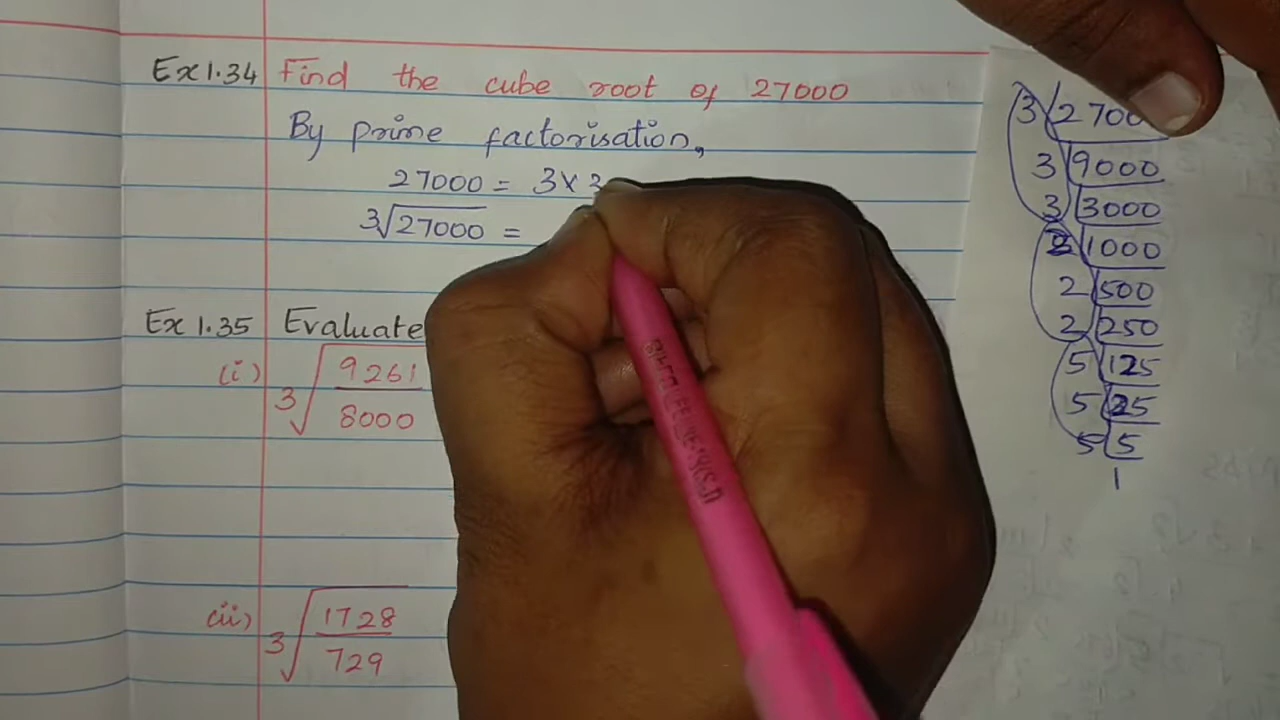 Ex 1.34 Find the cube root of 27000
By prime factorisation,
27000 = 3 x 3
3√27000 =
Ex 1.35 Evaluate
(i) 3√9261
8000
(ii) 3√1728
729
3 2700
3 9000
3 3000
2 1000
2 500
2 250
5 125
5 25
5 5
1